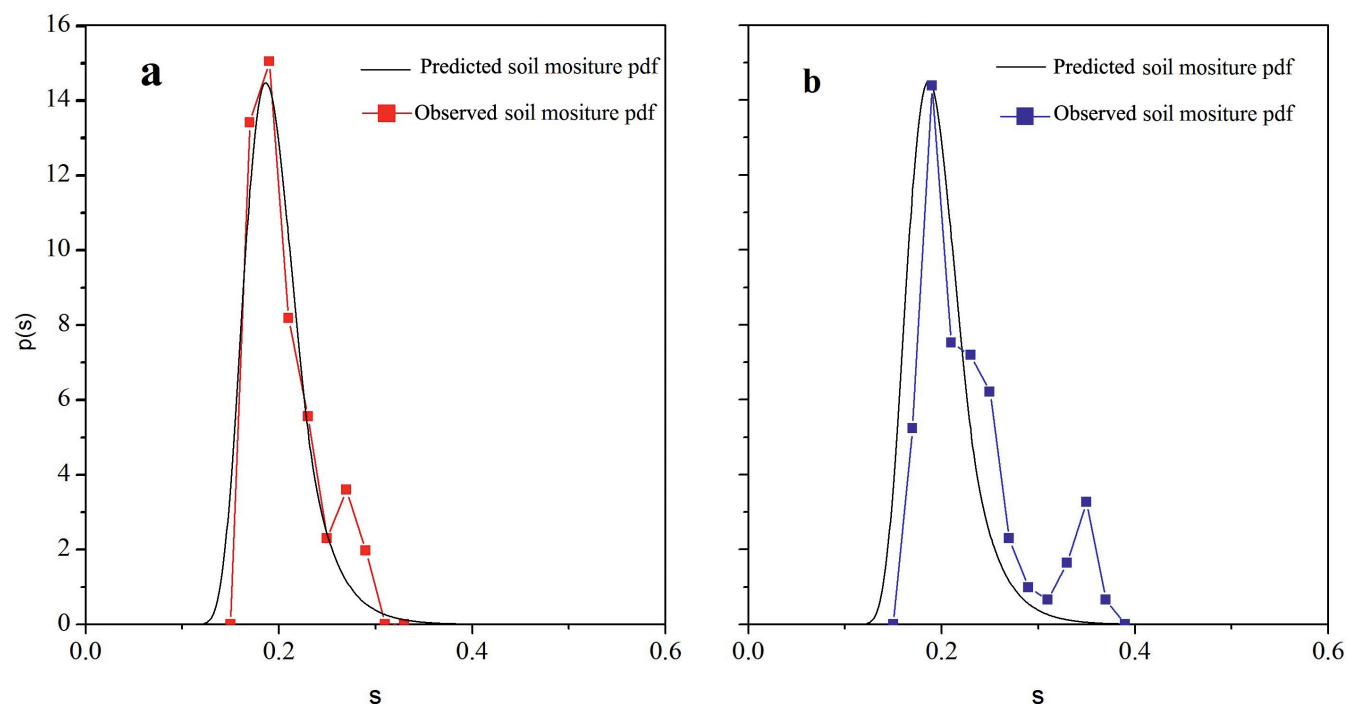 16
14
12
10
8
6
4
2
0
p(s)
a
Predicted soil mositure pdf
Observed soil mositure pdf
0.0
0.2
0.4
0.6
s
b
Predicted soil mositure pdf
Observed soil mositure pdf
0.0
0.2
0.4
0.6
s